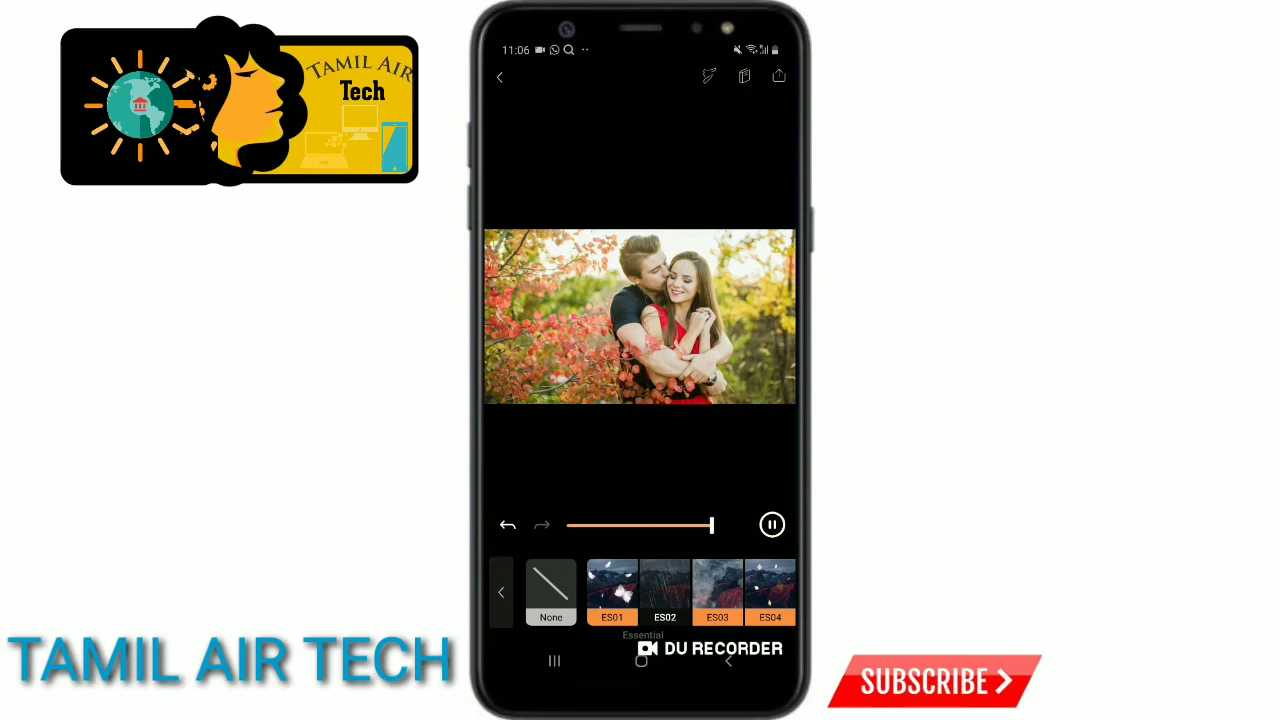 TAMIL AIR
Tech
11:06
None
ES01
ES02
ES03
ES04
Essential
DU RECORDER
TAMIL AIR TECH
SUBSCRIBE